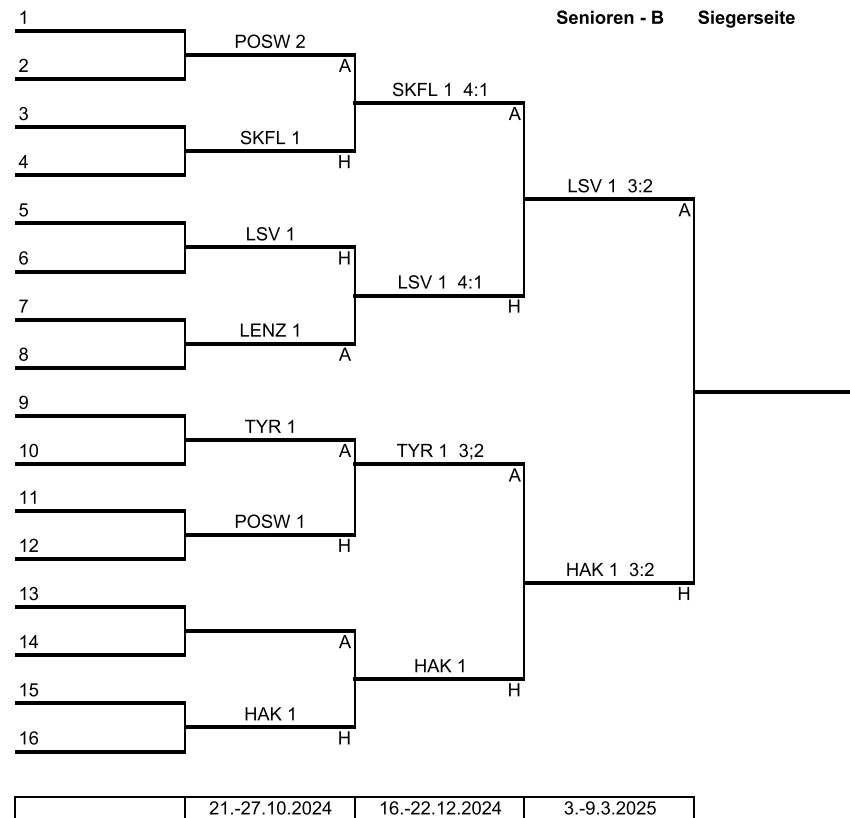 1
Senioren - B Siegerseite
POSW 2
2
A
SKFL 1 4:1
3
A
SKFL 1
4
H
LSV 1 3:2
5
A
LSV 1
6
H
LSV 1 4:1
7
H
LENZ 1
8
A
9
TYR 1
10
A
TYR 1 3;2
A
11
POSW 1
12
H
HAK 1 3:2
13
H
14
A
HAK 1
15
H
HAK 1
16
H
21.-27.10.2024 16.-22.12.2024 3.-9.3.2025